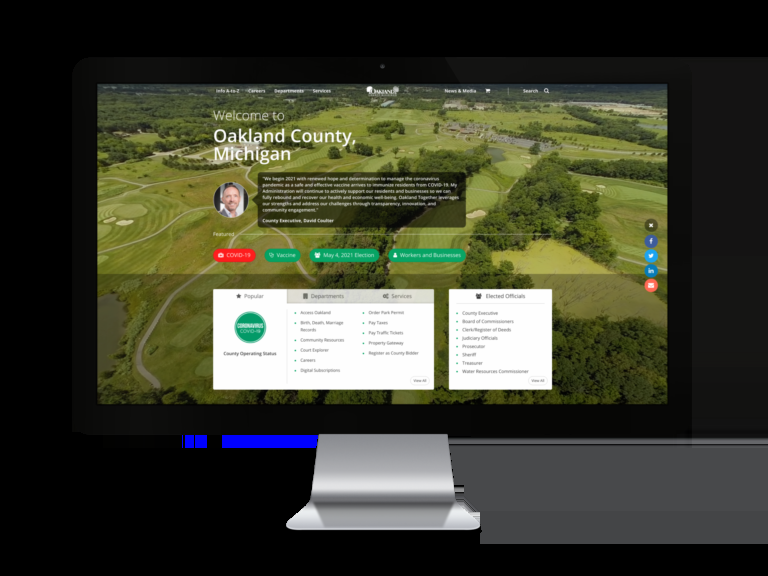 Info A-to-Z Careers Departments Services OAKLAND News & Media Search
Welcome to
Oakland County,
Michigan
"We begin 2021 with renewed hope and determination to manage the coronavirus
pandemic as a safe and effective vaccine arrives to immunize residents from COVID-19. My
Administration will continue to actively support our residents and businesses so we can
fully rebound and recover our health and economic well-being. Oakland Together leverages
our strengths and address our challenges through transparency, innovation, and
community engagement."
County Executive, David Coulter
Featured
COVID-19 Vaccine May 4, 2021 Election Workers and Businesses
Popular Departments Services Elected Officials
CORONAVIRUS
COVID-19
County Operating Status
Access Oakland
Birth, Death, Marriage
Records
Community Resources
Court Explorer
Careers
Digital Subscriptions
Order Park Permit
Pay Taxes
Pay Traffic Tickets
Property Gateway
Register as County Bidder
View All
County Executive
Board of Commissioners
Clerk/Register of Deeds
Judiciary Officials
Prosecutor
Sheriff
Treasurer
Water Resources Commissioner
View All